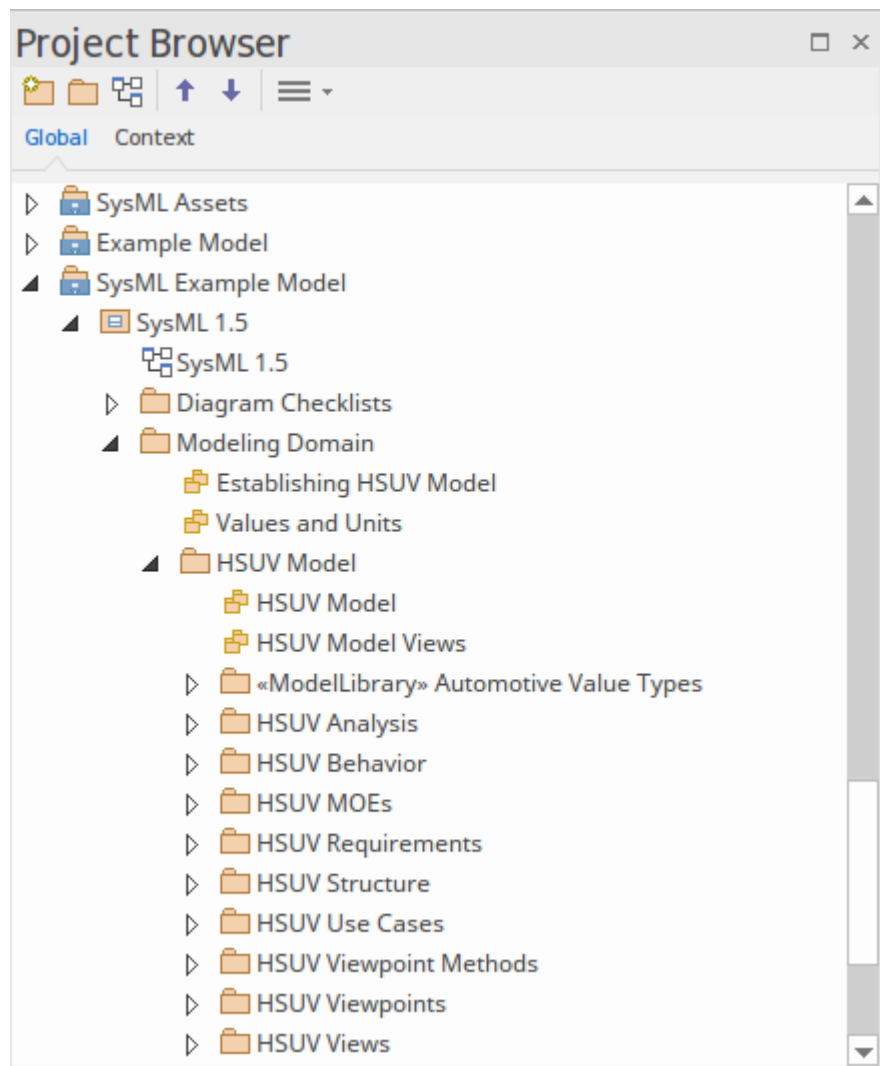 Project Browser
Global Context
SysML Assets
Example Model
SysML Example Model
SysML 1.5
SysML 1.5
Diagram Checklists
Modeling Domain
Establishing HSUV Model
Values and Units
HSUV Model
HSUV Model
HSUV Model Views
«ModelLibrary» Automotive Value Types
HSUV Analysis
HSUV Behavior
HSUV MOEs
HSUV Requirements
HSUV Structure
HSUV Use Cases
HSUV Viewpoint Methods
HSUV Viewpoints
HSUV Views